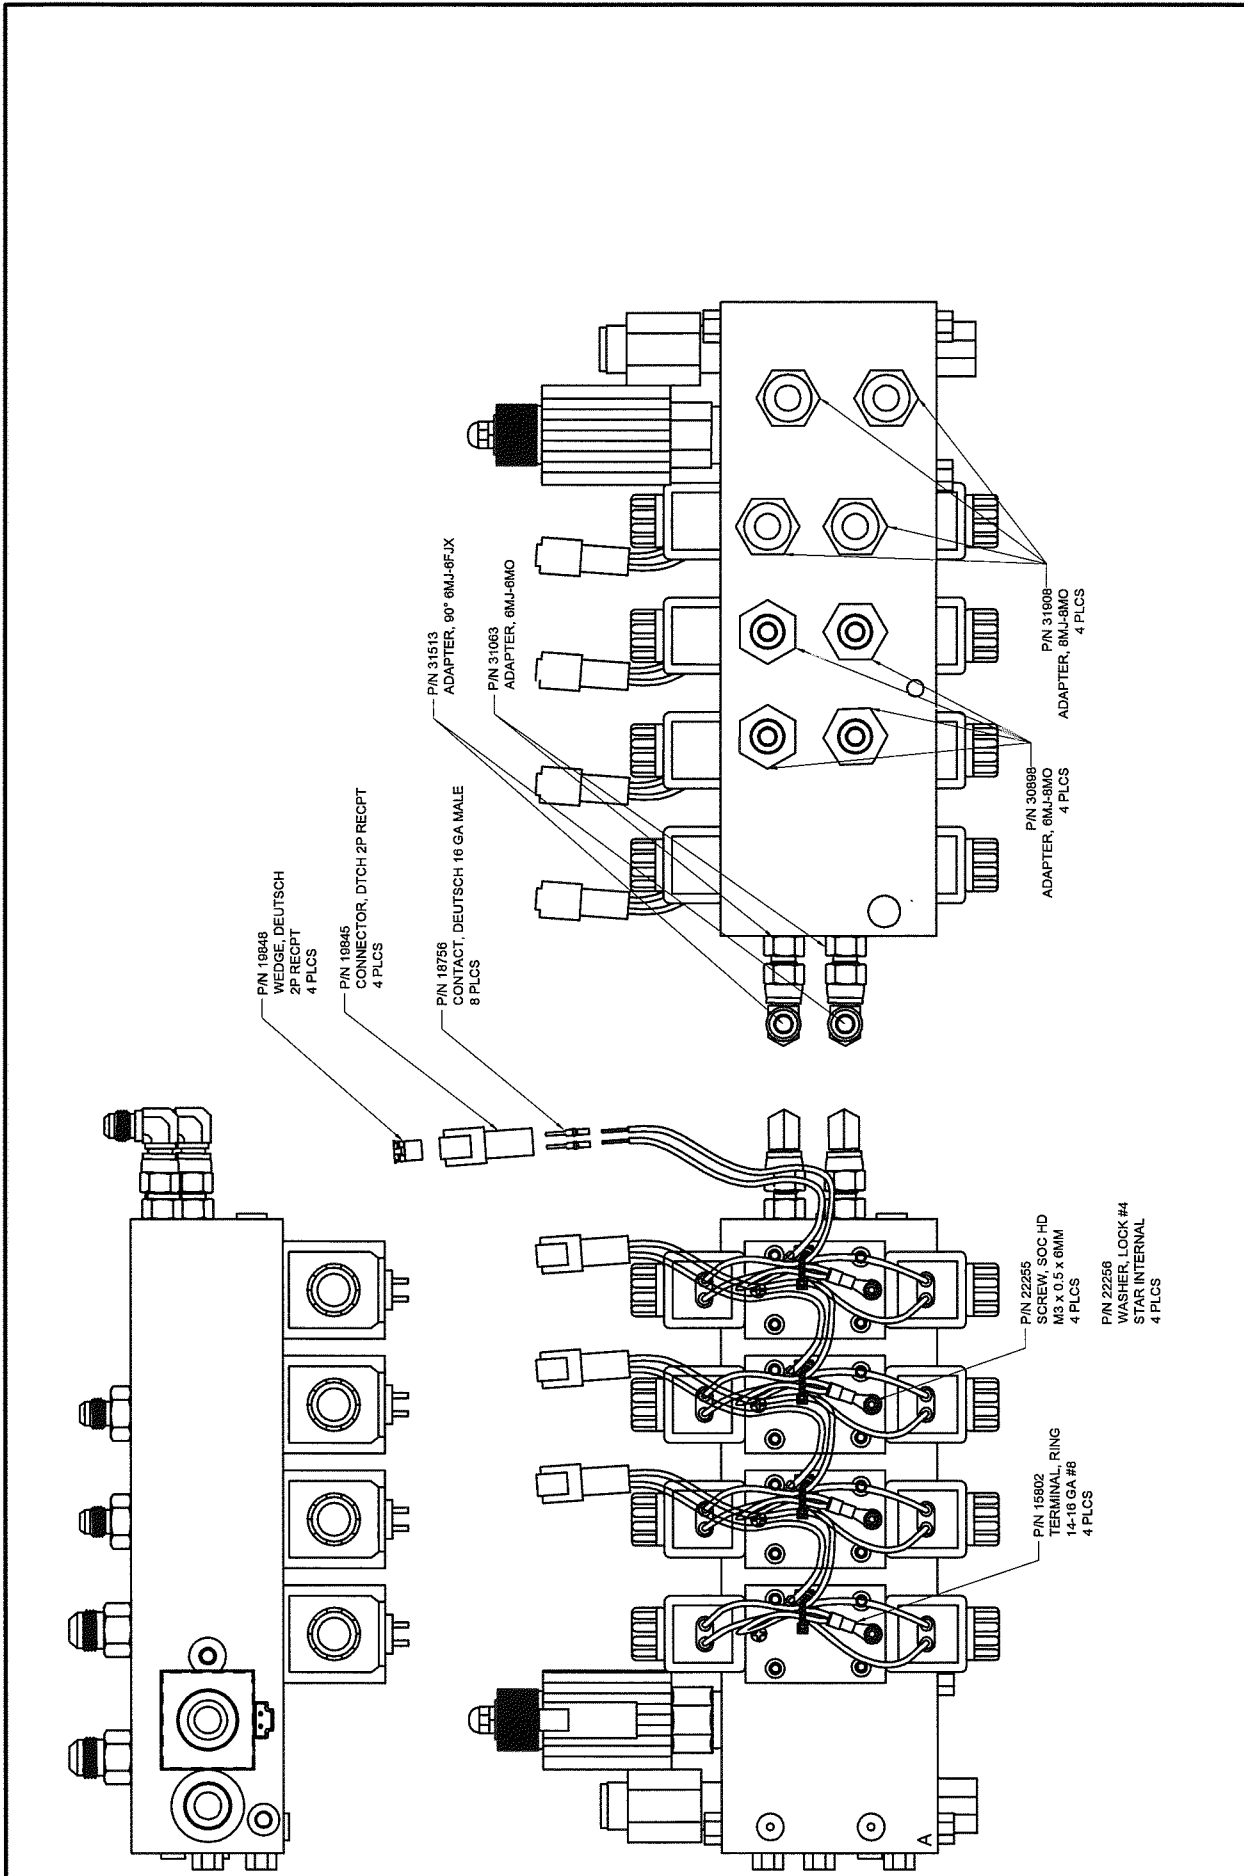 P/N 19848
WEDGE, DEUTSCH
2P RECPT
4 PLCS
P/N 19845
CONNECTOR, DTCH 2P RECPT
4 PLCS
P/N 18756
CONTACT, DEUTSCH 16 GA MALE
8 PLCS
P/N 31513
ADAPTER, 90° 6MJ-6FJX
P/N 31063
ADAPTER, 6MJ-6MO
P/N 31908
ADAPTER, 8MJ-8MO
4 PLCS
P/N 30898
ADAPTER, 6MJ-8MO
4 PLCS
P/N 22255
SCREW, SOC HD
M3 x 0.5 x 6MM
4 PLCS
P/N 22256
WASHER, LOCK #4
STAR INTERNAL
4 PLCS
P/N 15802
TERMINAL, RING
14-16 GA #8
4 PLCS
A